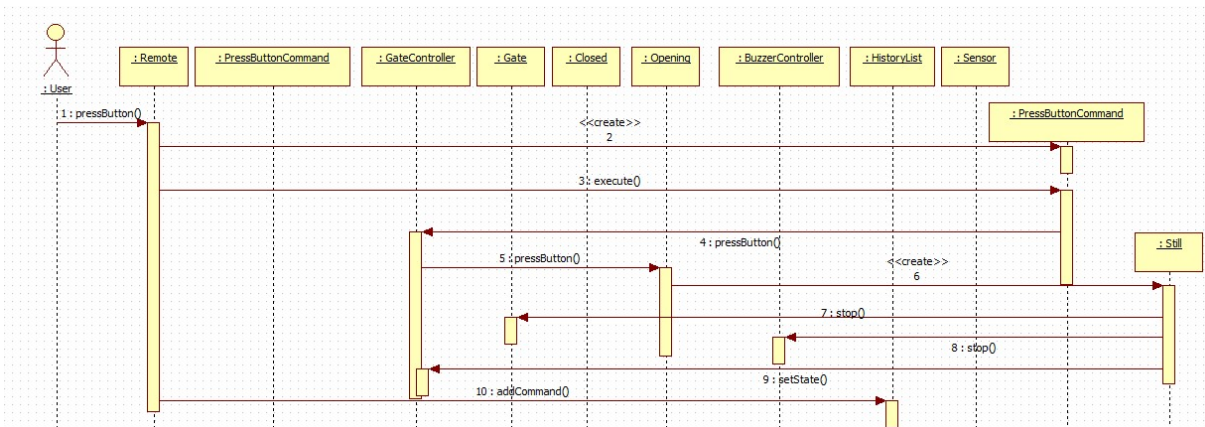 : User
: Remote
: PressButtonCommand
: GateController
: Gate
: Closed
: Opening
: BuzzerController
: HistoryList
: Sensor
: PressButtonCommand
: Still
1 : pressButton()
<<create>>
2
3 : execute()
4 : pressButton()
5 : pressButton()
<<create>>
6
7 : stop()
8 : stop()
9 : setState()
10 : addCommand()